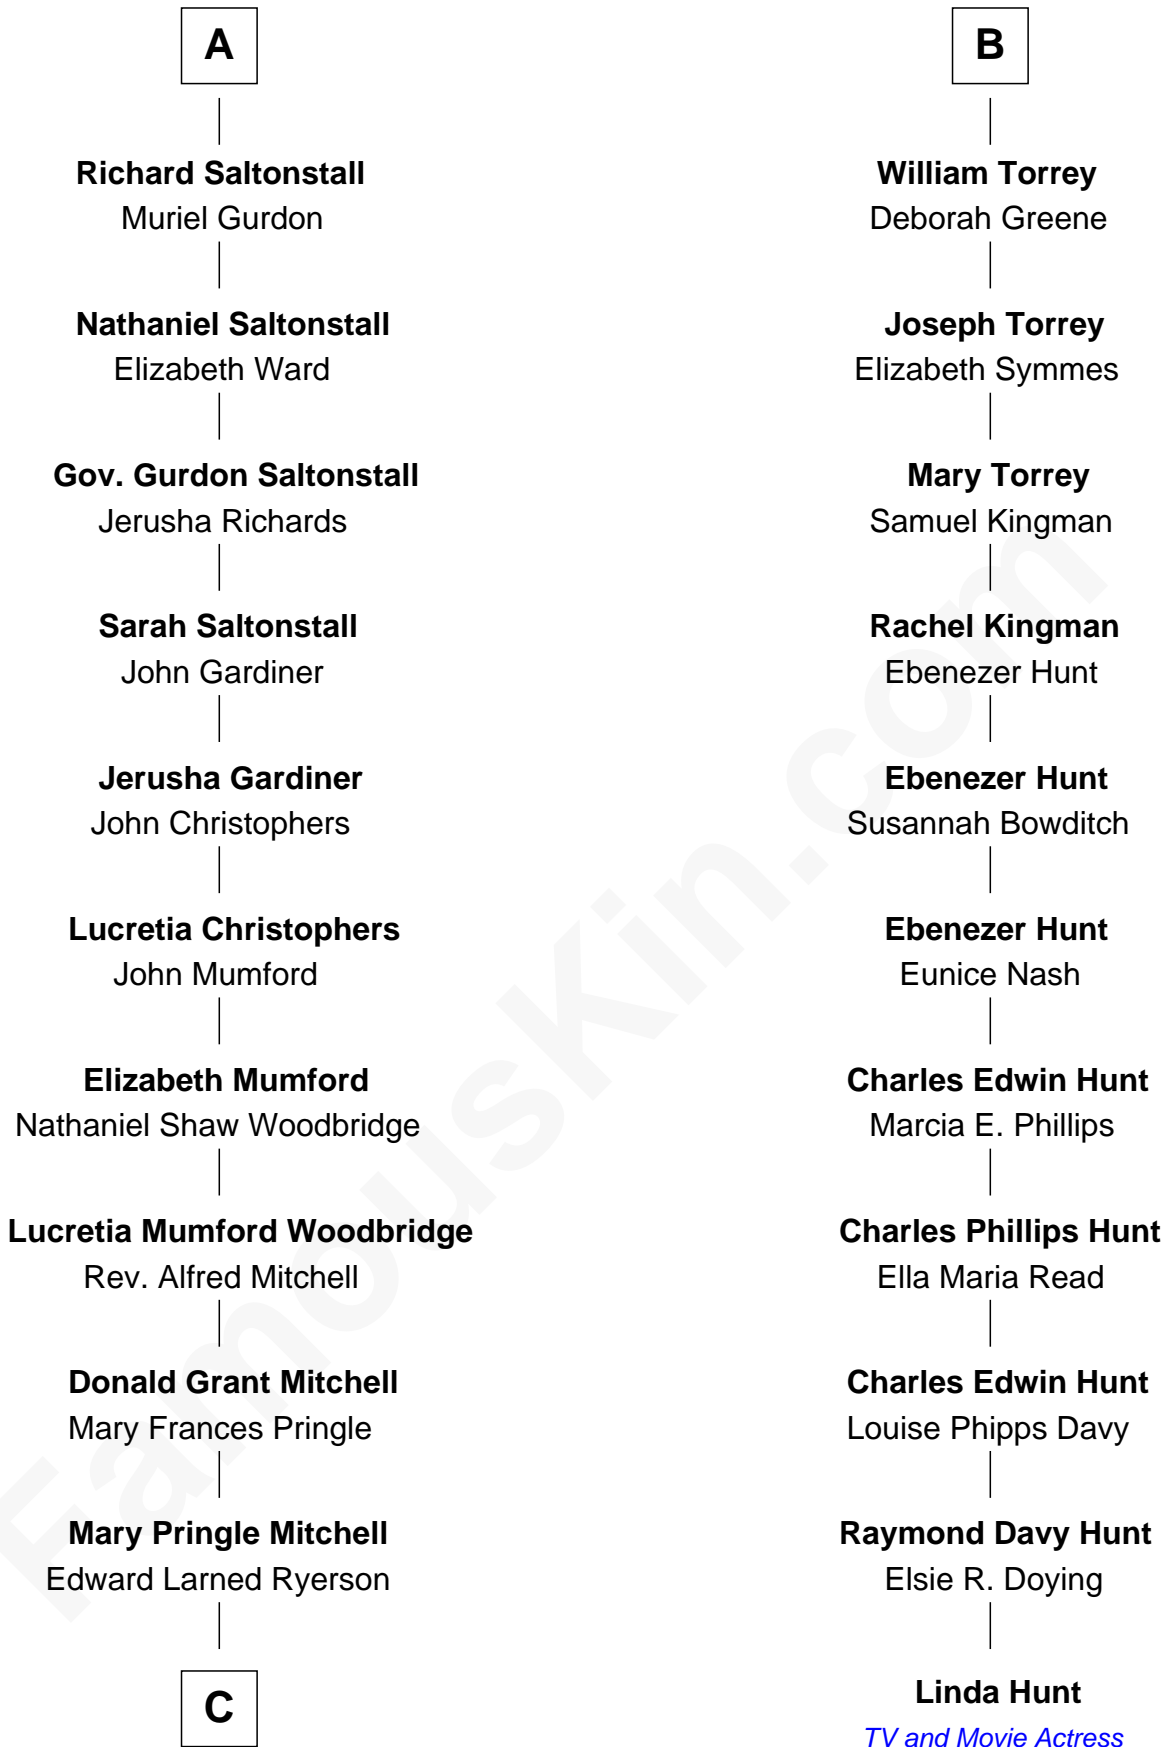 A
Richard Saltonstall
Muriel Gurdon
Nathaniel Saltonstall
Elizabeth Ward
Gov. Gurdon Saltonstall
Jerusha Richards
Sarah Saltonstall
John Gardiner
Jerusha Gardiner
John Christophers
Lucretia Christophers
John Mumford
Elizabeth Mumford
Nathaniel Shaw Woodbridge
Lucretia Mumford Woodbridge
Rev. Alfred Mitchell
Donald Grant Mitchell
Mary Frances Pringle
Mary Pringle Mitchell
Edward Larned Ryerson
C
B
William Torrey
Deborah Greene
Joseph Torrey
Elizabeth Symmes
Mary Torrey
Samuel Kingman
Rachel Kingman
Ebenezer Hunt
Ebenezer Hunt
Susannah Bowditch
Ebenezer Hunt
Eunice Nash
Charles Edwin Hunt
Marcia E. Phillips
Charles Phillips Hunt
Ella Maria Read
Charles Edwin Hunt
Louise Phipps Davy
Raymond Davy Hunt
Elsie R. Doying
Linda Hunt
TV and Movie Actress
FamousKin.com